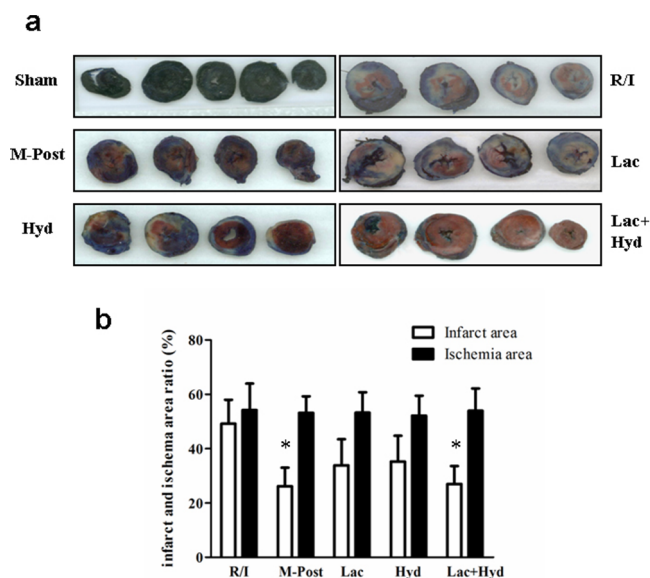 a
Sham
R/I
M-Post
Lac
Hyd
Lac+
Hyd
b
infarct and ischema area ratio (%)
80
60
40
20
0
Infarct area
Ischemia area
*
*
R/I M-Post Lac Hyd Lac+Hyd